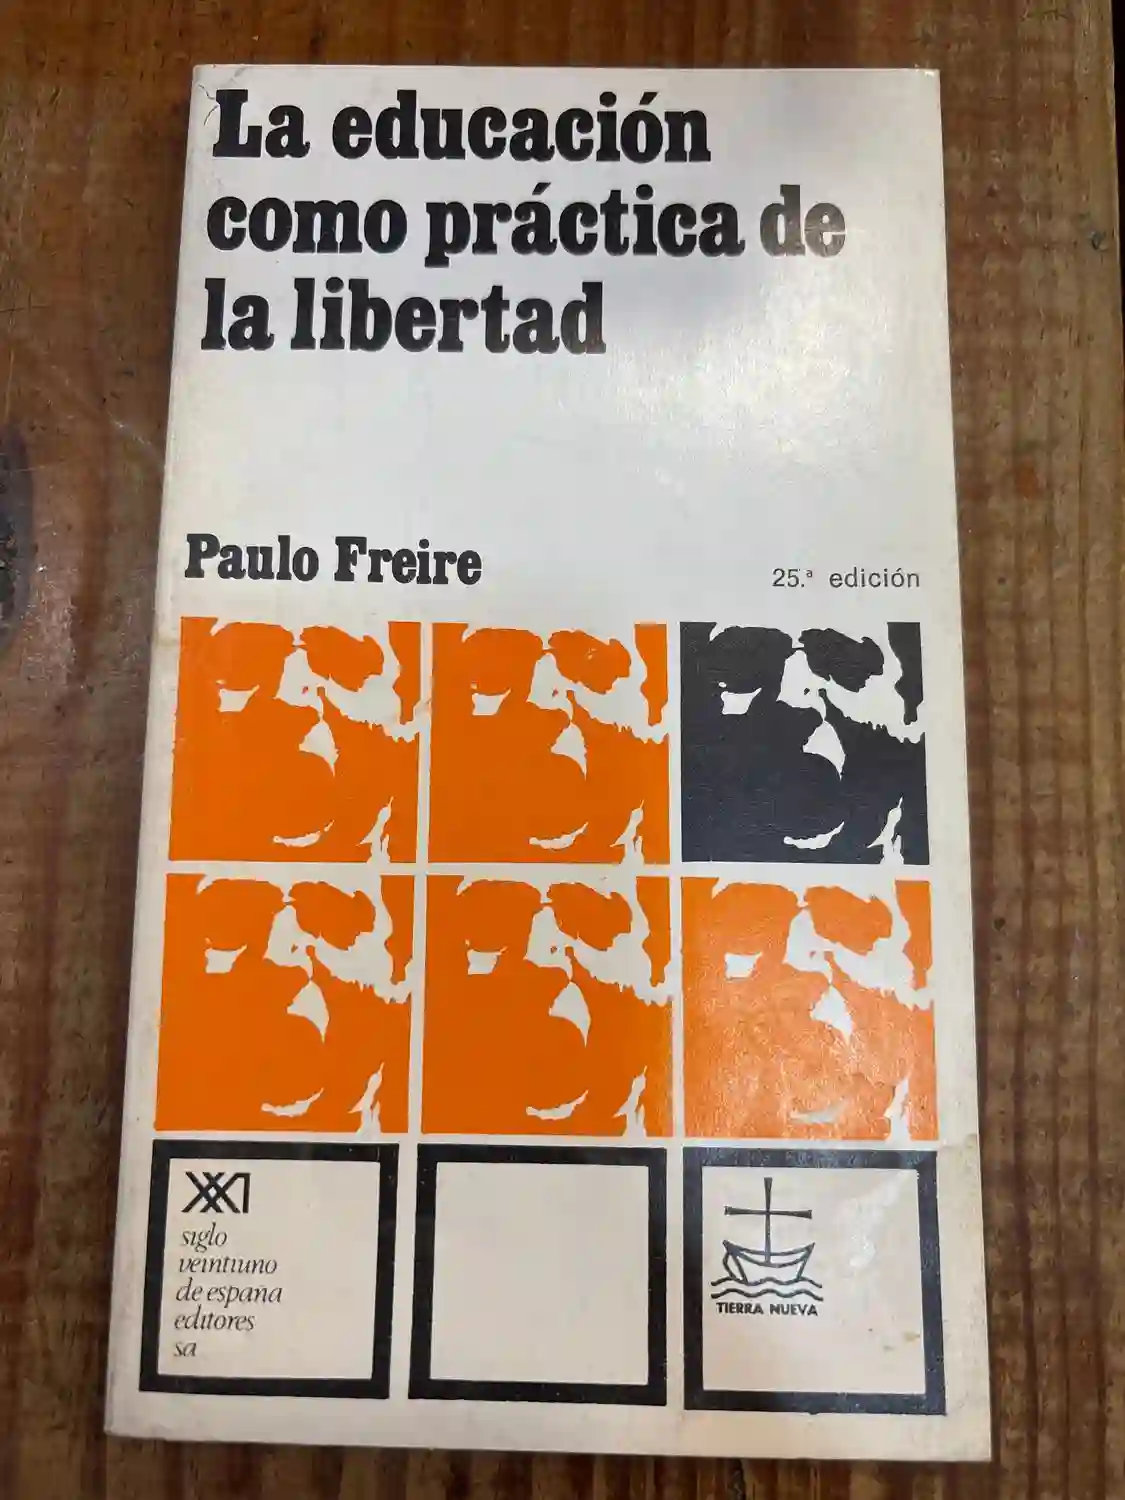 La educación
como práctica de
la libertad
Paulo Freire
25.ª edición
XXI
siglo
veintiuno
de españa
editores
sa
TIERRA NUEVA